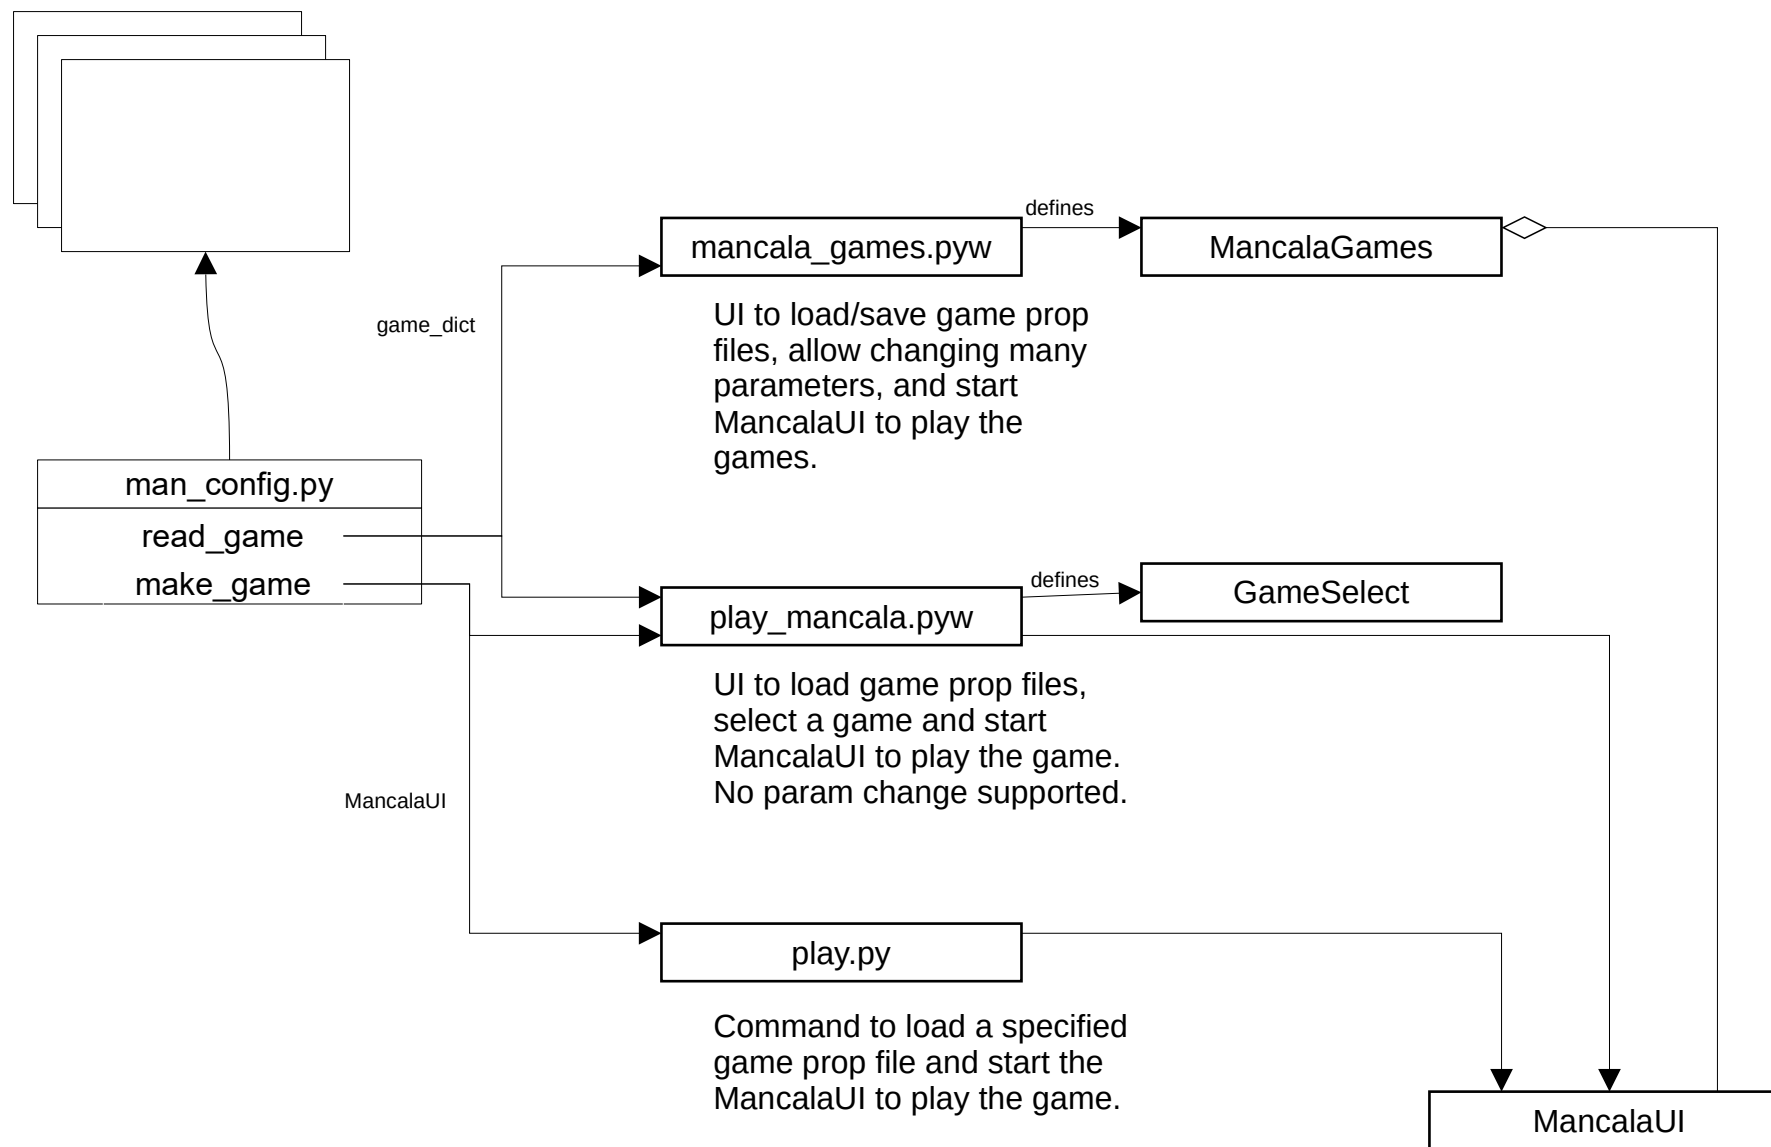 defines
mancala_games.pyw
MancalaGames
UI to load/save game prop
files, allow changing many
parameters, and start
MancalaUI to play the
games.
game_dict
man_config.py
read_game
make_game
defines
GameSelect
play_mancala.pyw
UI to load game prop files,
select a game and start
MancalaUI to play the game.
No param change supported.
MancalaUI
play.py
Command to load a specified
game prop file and start the
MancalaUI to play the game.
MancalaUI